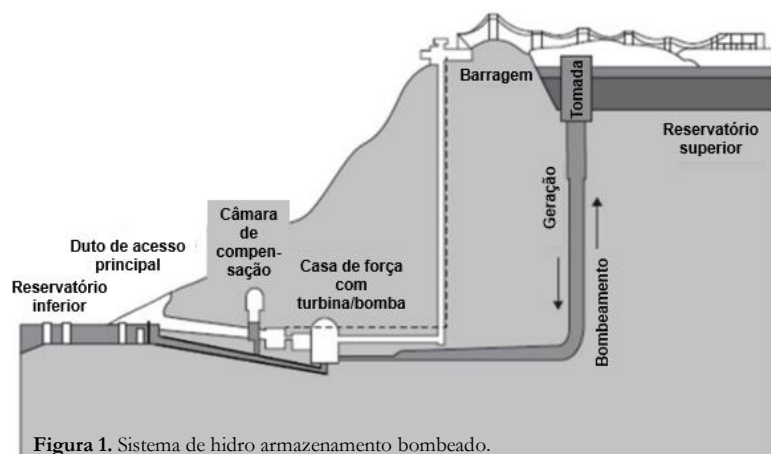 Barragem
Tomada
Reservatório
superior
Geração
Bombeamento
Câmara
de
compen-
sação
Duto de acesso
principal
Casa de força
com
turbina/bomba
Reservatório
inferior
Figura 1. Sistema de hidro armazenamento bombeado.